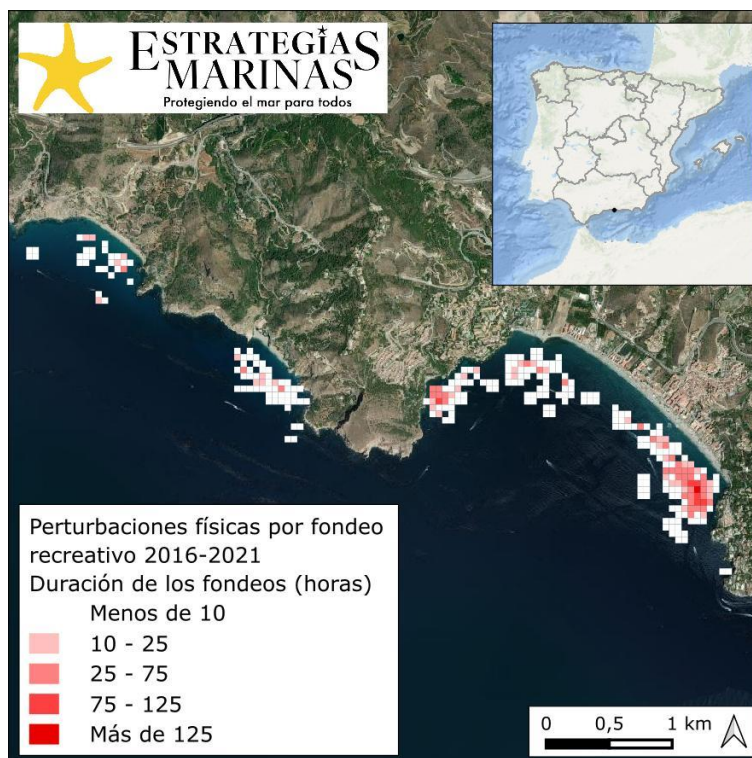 ESTRATEGIAS
MARINAS
Protegiendo el mar para todos
Perturbaciones físicas por fondeo
recreativo 2016-2021
Duración de los fondeos (horas)
Menos de 10
10 - 25
25 - 75
75 - 125
Más de 125
0 0,5 1 km